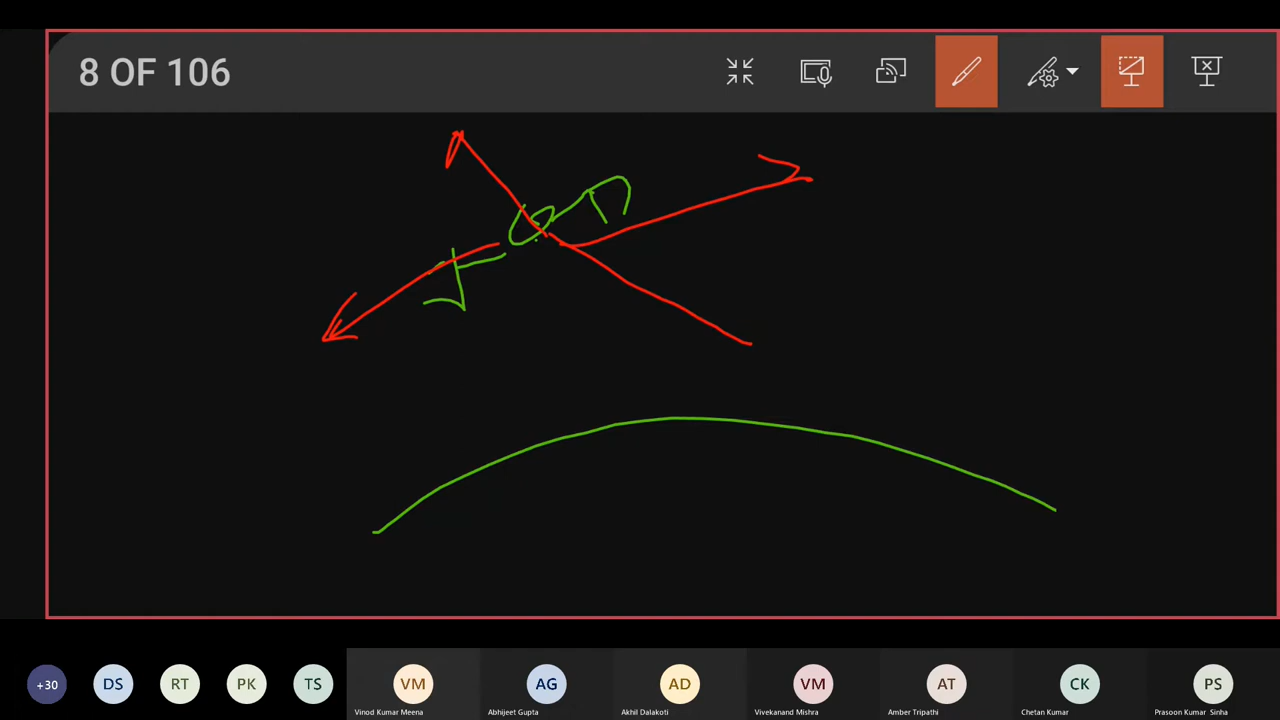 8 OF 106
+30
DS
RT
PK
TS
VM
AG
AD
VM
AT
CK
PS
Vinod Kumar Meena
Abhijeet Gupta
Akhil Dalakoti
Vivekanand Mishra
Amber Tripathi
Chetan Kumar
Prasoon Kumar Sinha